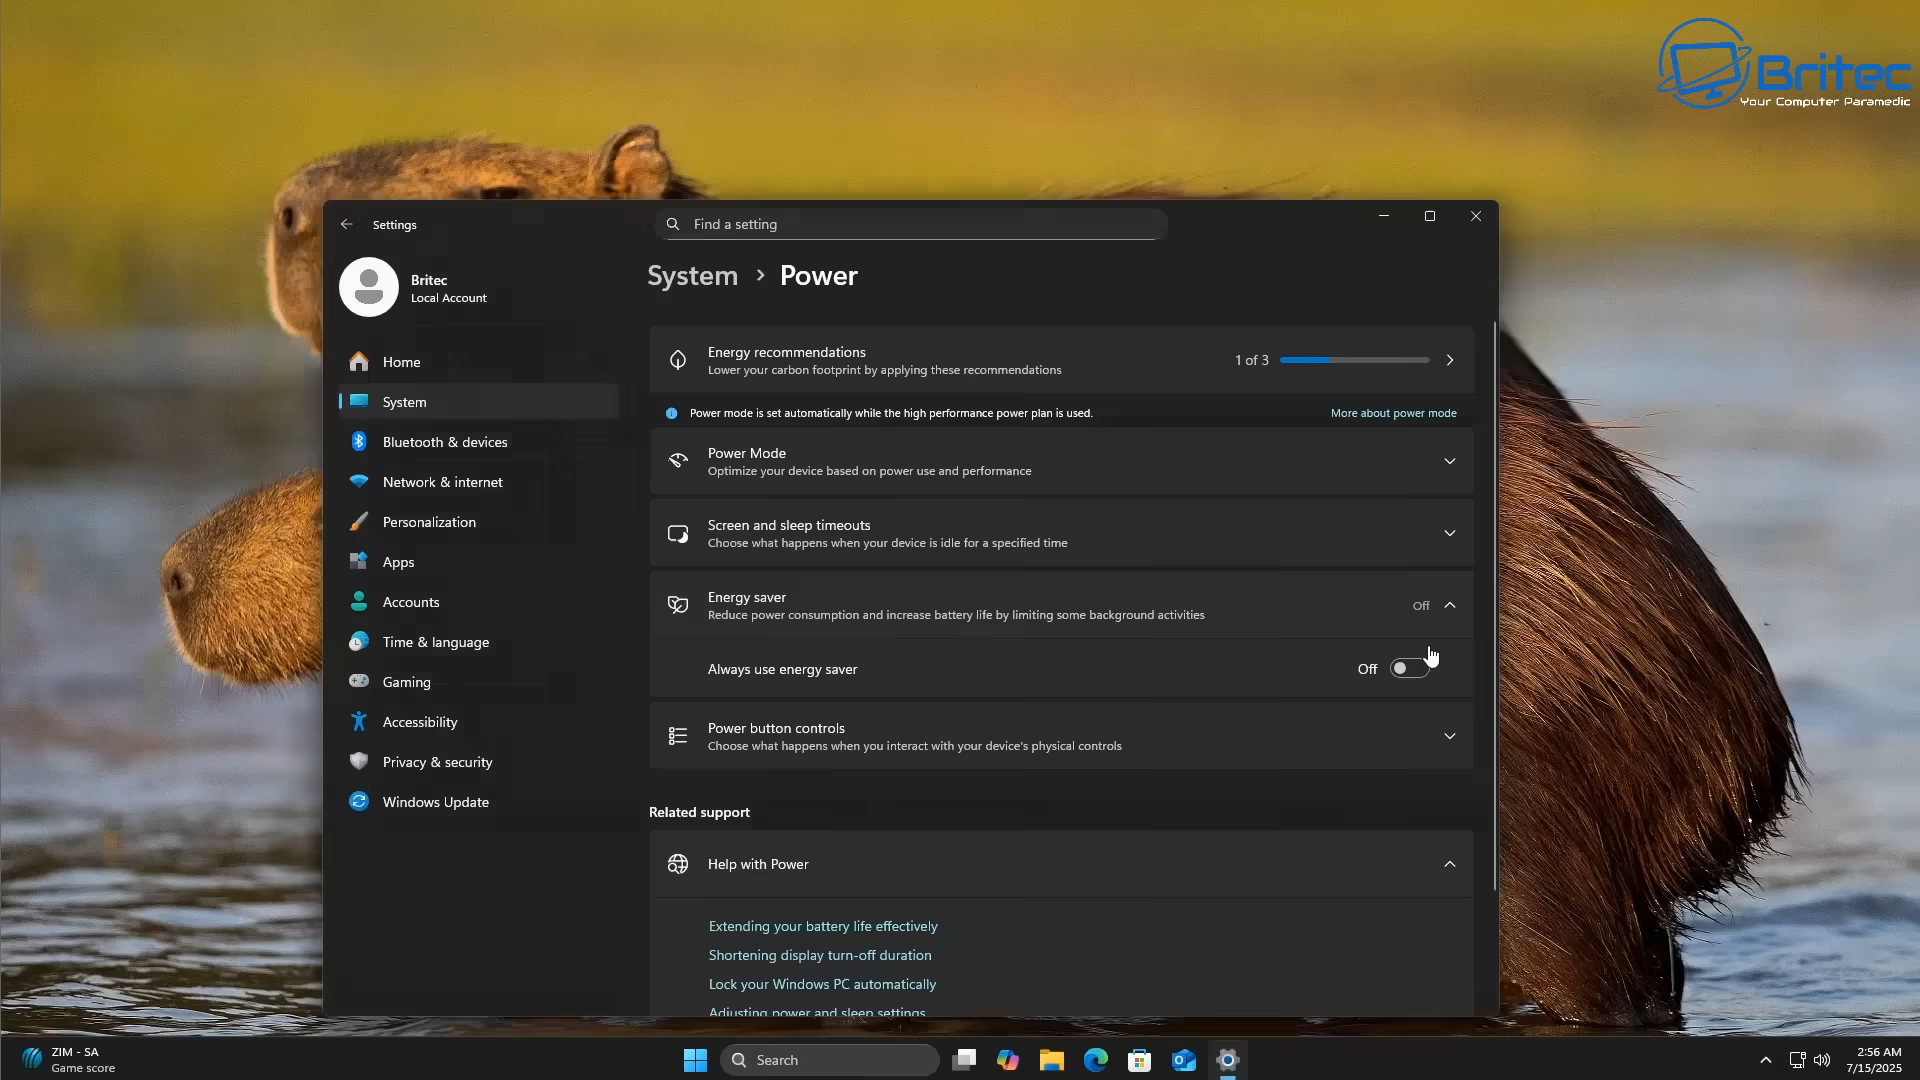 Britec
Your Computer Paramedic
Settings
Find a setting
Britec
Local Account
System > Power
Home
System
Bluetooth & devices
Network & internet
Personalization
Apps
Accounts
Time & language
Gaming
Accessibility
Privacy & security
Windows Update
Energy recommendations
Lower your carbon footprint by applying these recommendations
1 of 3
Power mode is set automatically while the high performance power plan is used.
More about power mode
Power Mode
Optimize your device based on power use and performance
Screen and sleep timeouts
Choose what happens when your device is idle for a specified time
Energy saver
Reduce power consumption and increase battery life by limiting some background activities
Off
Always use energy saver
Off
Power button controls
Choose what happens when you interact with your device's physical controls
Related support
Help with Power
Extending your battery life effectively
Shortening display turn-off duration
Lock your Windows PC automatically
Adjusting power and sleep settings
ZIM - SA
Game score
Search
2:56 AM
7/15/2025